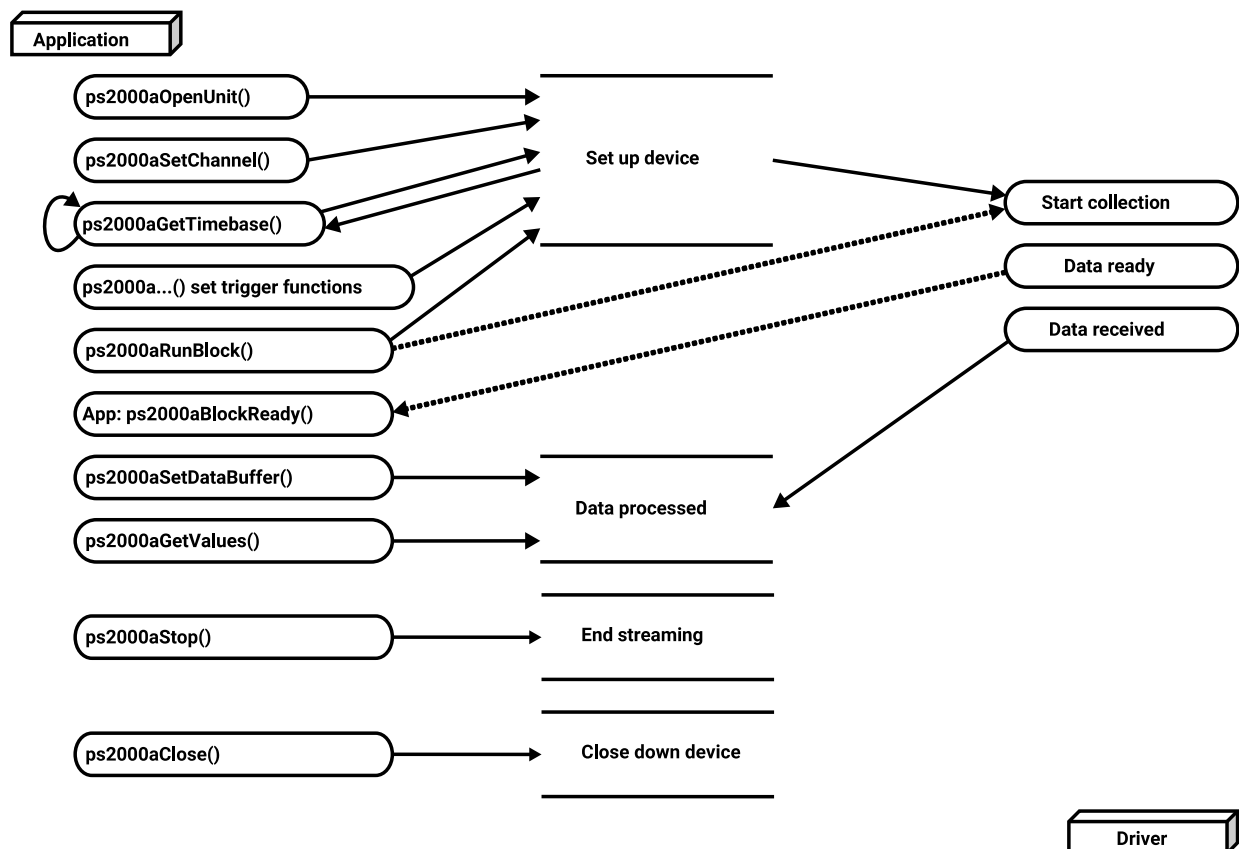 Application
ps2000aOpenUnit()
ps2000aSetChannel()
Set up device
ps2000aGetTimebase()
Start collection
ps2000a...() set trigger functions
Data ready
ps2000aRunBlock()
Data received
App: ps2000aBlockReady()
ps2000aSetDataBuffer()
Data processed
ps2000aGetValues()
ps2000aStop()
End streaming
ps2000aClose()
Close down device
Driver